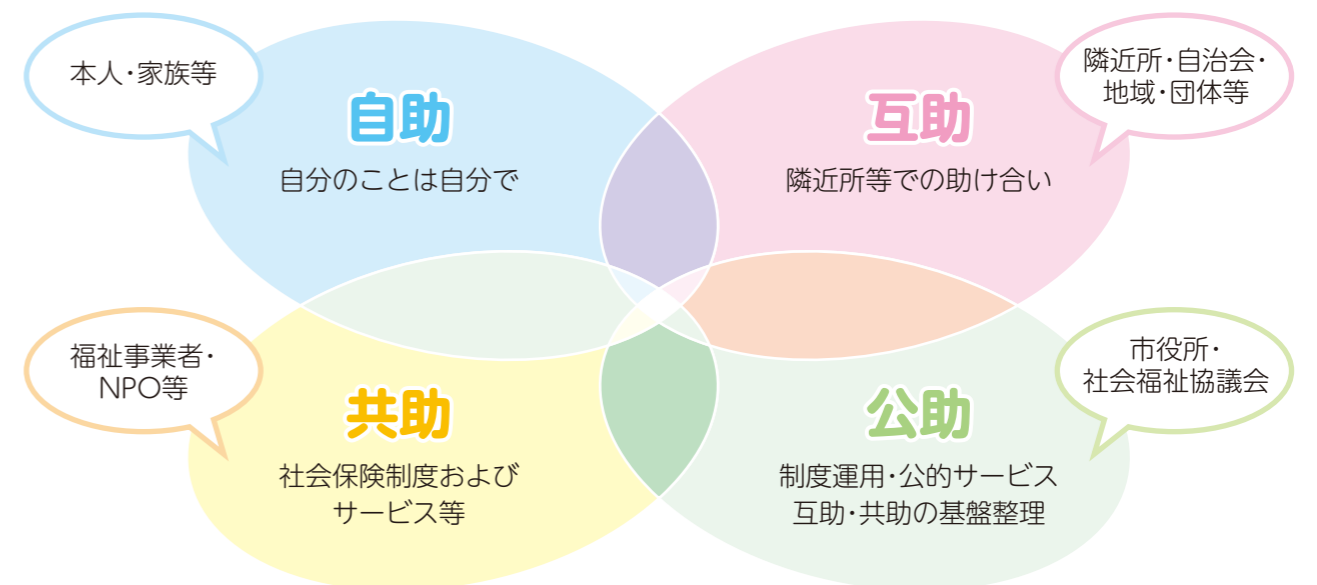 本人・家族等
自助
自分のことは自分で
隣近所・自治会・
地域・団体等
互助
隣近所等での助け合い
福祉事業者・
NPO等
共助
社会保険制度および
サービス等
市役所・
社会福祉協議会
公助
制度運用・公的サービス
互助・共助の基盤整理